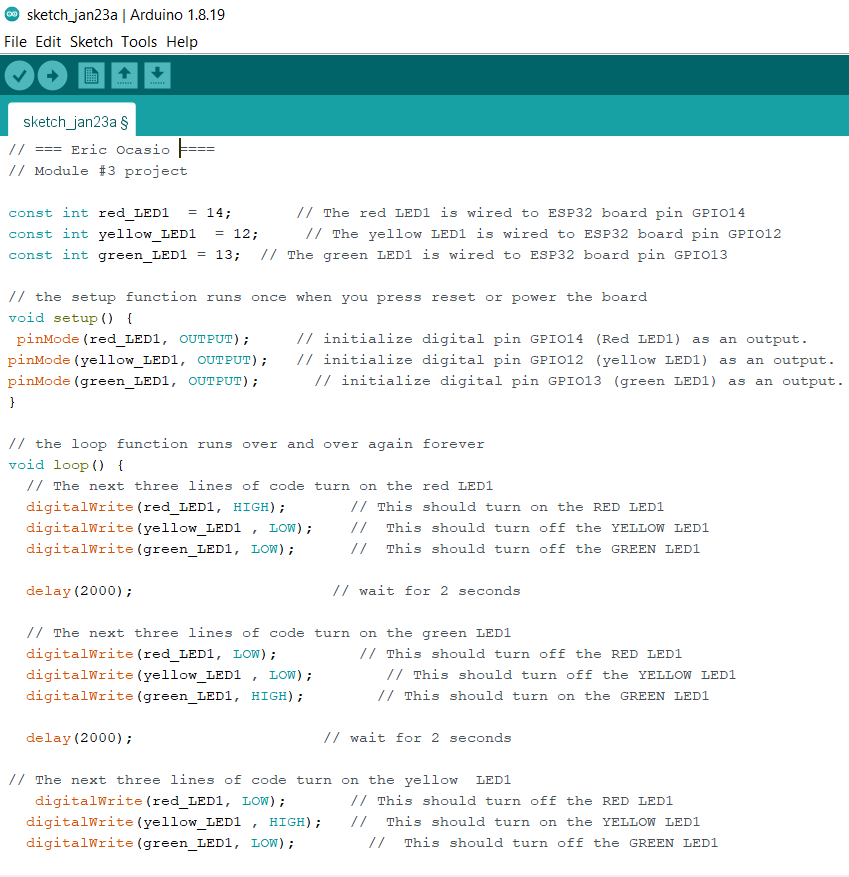 sketch_jan23a | Arduino 1.8.19
File Edit Sketch Tools Help
sketch_jan23a §
// === Eric Ocasio ====
// Module #3 project
const int red_LED1  = 14;       // The red LED1 is wired to ESP32 board pin GPIO14
const int yellow_LED1  = 12;     // The yellow LED1 is wired to ESP32 board pin GPIO12
const int green_LED1 = 13;  // The green LED1 is wired to ESP32 board pin GPIO13
// the setup function runs once when you press reset or power the board
void setup() {
 pinMode(red_LED1, OUTPUT);     // initialize digital pin GPIO14 (Red LED1) as an output.
pinMode(yellow_LED1, OUTPUT);   // initialize digital pin GPIO12 (yellow LED1) as an output.
pinMode(green_LED1, OUTPUT);      // initialize digital pin GPIO13 (green LED1) as an output.
}
// the loop function runs over and over again forever
void loop() {
  // The next three lines of code turn on the red LED1
  digitalWrite(red_LED1, HIGH);       // This should turn on the RED LED1
  digitalWrite(yellow_LED1 , LOW);    //  This should turn off the YELLOW LED1
  digitalWrite(green_LED1, LOW);      //  This should turn off the GREEN LED1
  delay(2000);                      // wait for 2 seconds
  // The next three lines of code turn on the green LED1
  digitalWrite(red_LED1, LOW);         // This should turn off the RED LED1
  digitalWrite(yellow_LED1 , LOW);        // This should turn off the YELLOW LED1
  digitalWrite(green_LED1, HIGH);        // This should turn on the GREEN LED1
  delay(2000);                     // wait for 2 seconds
// The next three lines of code turn on the yellow  LED1
   digitalWrite(red_LED1, LOW);       // This should turn off the RED LED1
  digitalWrite(yellow_LED1 , HIGH);   //  This should turn on the YELLOW LED1
  digitalWrite(green_LED1, LOW);        //  This should turn off the GREEN LED1